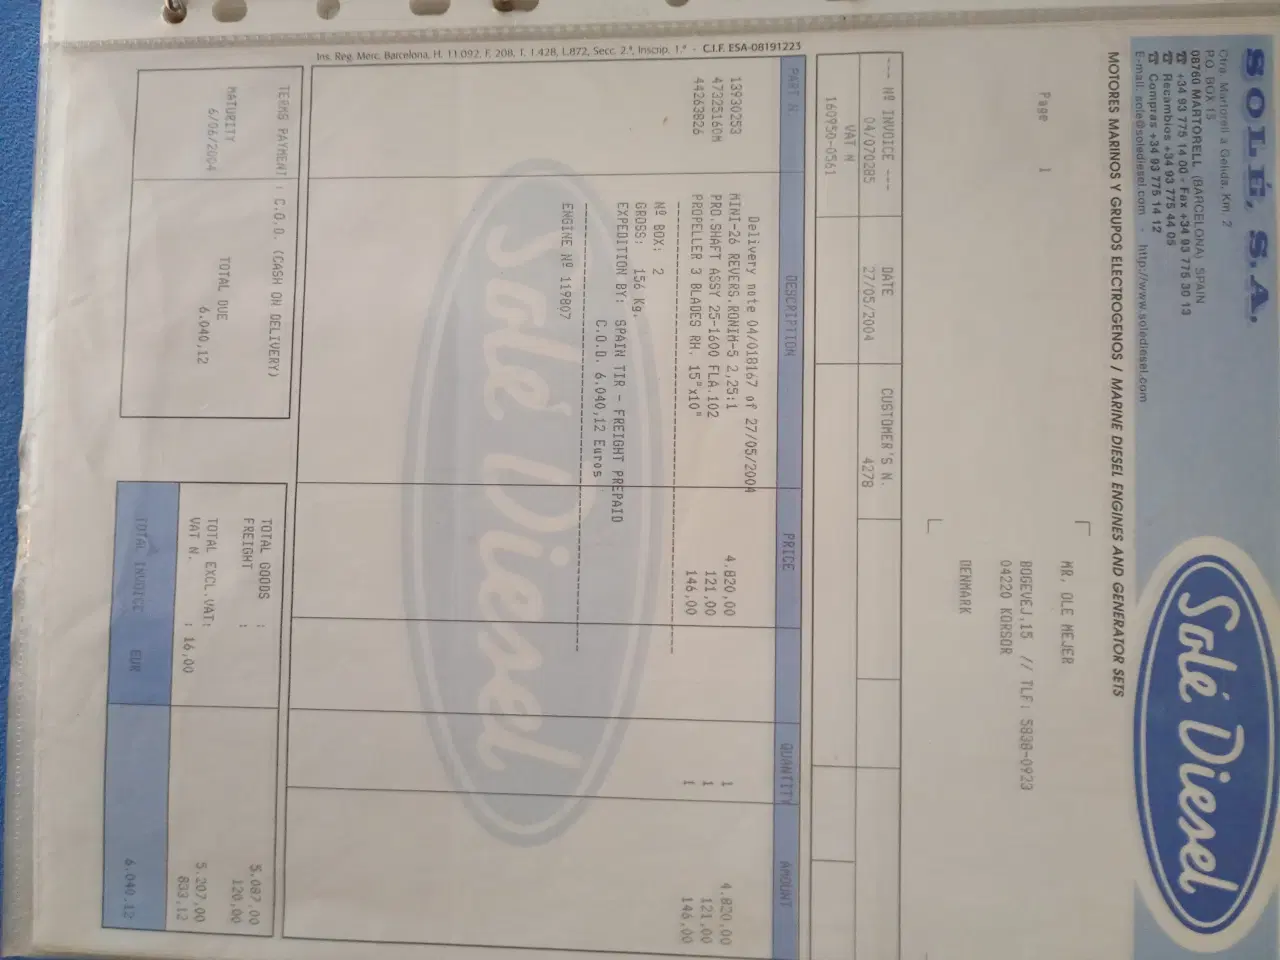 SOLÉ, S.A.
Ctra. Martorell a Gelida, Km. 2
P.O. BOX 15
08760 MARTORELL (BARCELONA) SPAIN
☎ +34 93 775 14 00 - Fax +34 93 775 30 13
☎ Recambios +34 93 775 44 05
☎ Compras +34 93 775 14 12
E-mail: sole@solediesel.com · http://www.solediesel.com
Solé Diesel
MOTORES MARINOS Y GRUPOS ELECTROGENOS / MARINE DIESEL ENGINES AND GENERATOR SETS
MR. OLE MEJER
Page 1
BOGEVEJ,15 // TLF: 5838-0923
04220 KORSOR
DENMARK
--- Nº INVOICE --- DATE CUSTOMER'S N.
04/070285 27/05/2004 4278
VAT N
160950-0561
PART N. DESCRIPTION PRICE QUANTITY AMOUNT
Delivery note 04/018167 of 27/05/2004
13930253 MINI-26 REVERS.RONIM-5 2,25:1 4.820,00 1 4.820,00
47325160M PRO.SHAFT ASSY 25-1600 FLA.102 121,00 1 121,00
44263826 PROPELLER 3 BLADES RH. 15"x10" 146,00 1 146,00
Nº BOX: 2
GROSS: 156 Kg.
EXPEDITION BY: SPAIN TIR - FREIGHT PREPAID
C.O.D. 6.040,12 Euros
ENGINE Nº 119807
Solé Diesel
TERMS PAYMENT : C.O.D. (CASH ON DELIVERY)
MATURITY TOTAL DUE
6/06/2004 6.040,12
TOTAL GOODS : 5.087,00
FREIGHT : 120,00
TOTAL EXCL.VAT: 5.207,00
VAT N. : 16,00 833,12
TOTAL INVOICE EUR 6.040,12
Ins. Reg. Merc. Barcelona, H. 11.092, F. 208, T. 1.428, L.872, Secc. 2.ª, Inscrip. 1.ª - C.I.F. ESA-08191223